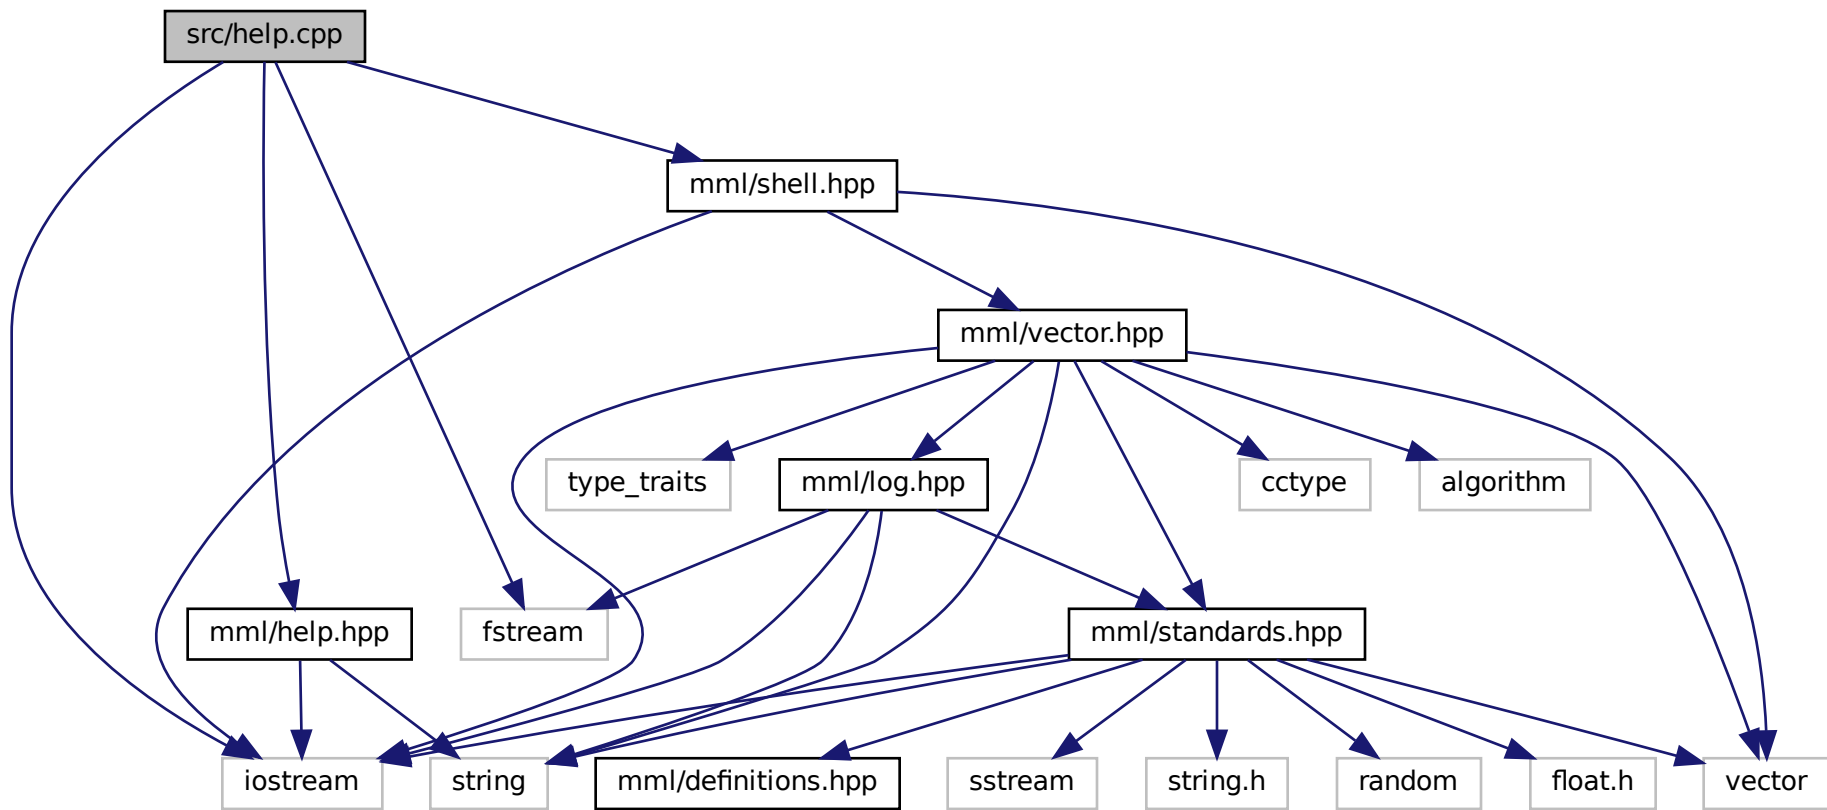 src/help.cpp
mml/shell.hpp
mml/vector.hpp
type_traits
mml/log.hpp
cctype
algorithm
mml/help.hpp
fstream
mml/standards.hpp
iostream
string
mml/definitions.hpp
sstream
string.h
random
float.h
vector